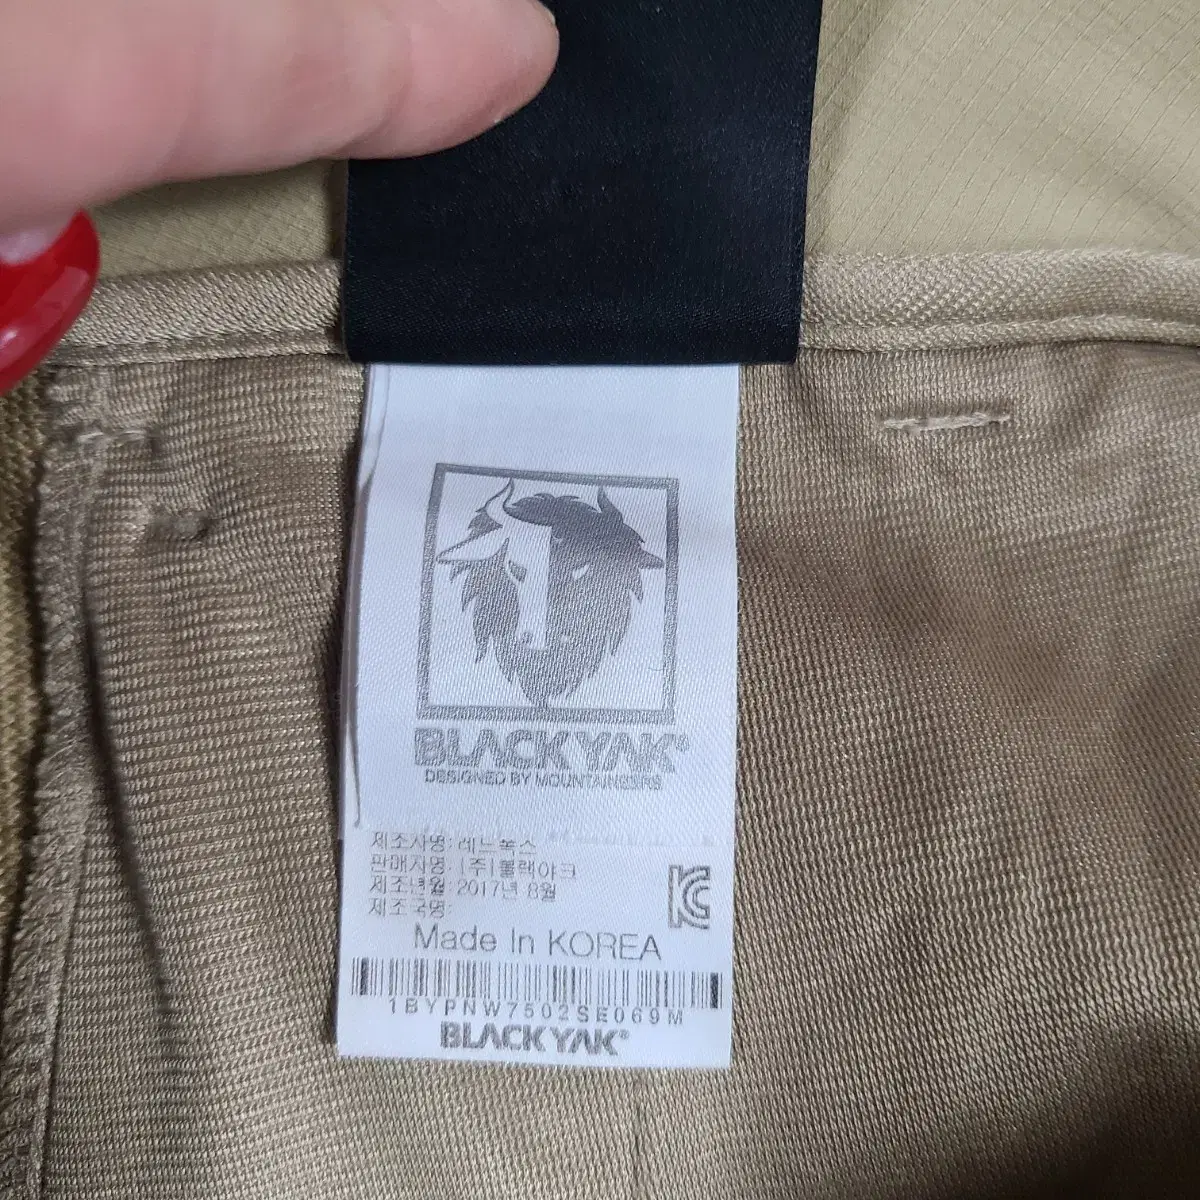 BLACKYAK®
DESIGNED BY MOUNTAINEERS
제조자명: 레드폭스
판매자명: (주)블랙야크
제조년월: 2017년 8월
제조국명:
Made In KOREA
1BYPNW7502SE069M
BLACKYAK®